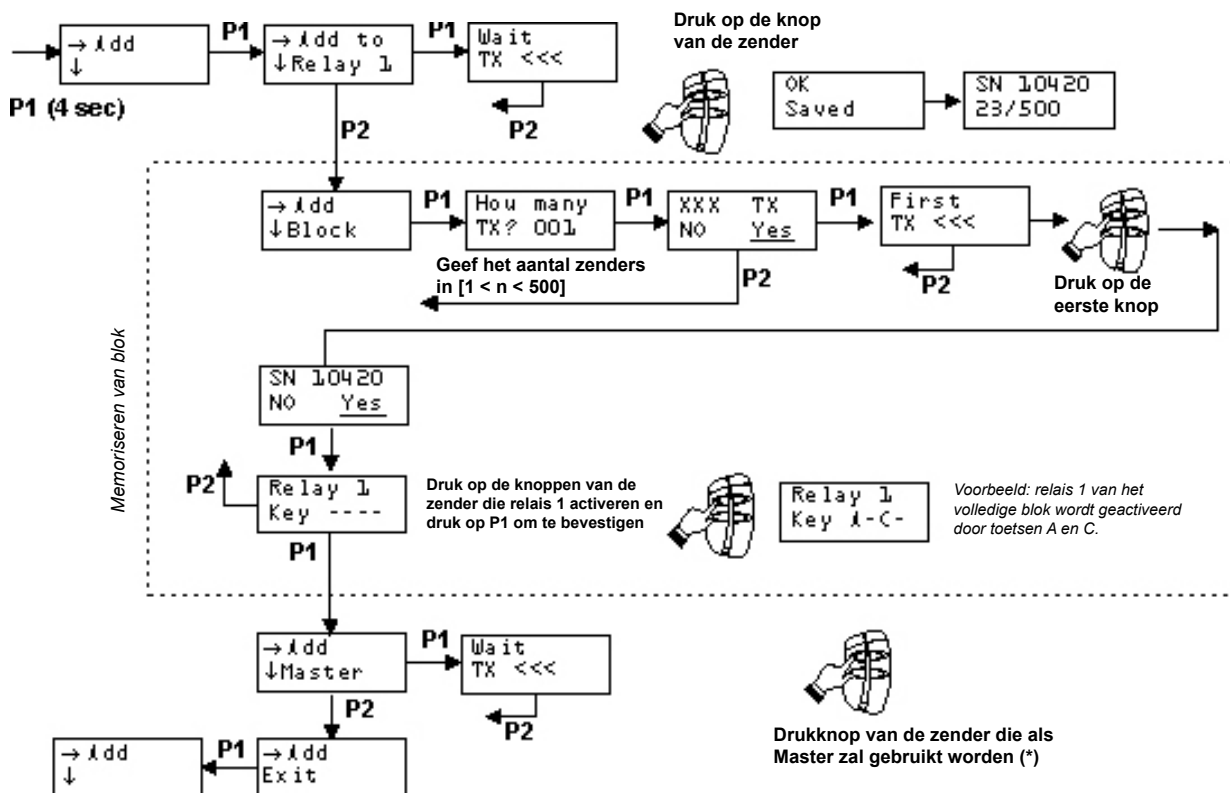 → Add
↓
P1
→ Add to
↓Relay 1
P1
Wait
TX <<<
Druk op de knop
van de zender
OK
Saved
SN 10420
23/500
P1 (4 sec)
P2
P2
→ Add
↓Block
P1
How many
TX? 001
P1
XXX TX
NO Yes
P1
First
TX <<<
Geef het aantal zenders
in [1 < n < 500]
P2
P2
Druk op de
eerste knop
Memoriseren van blok
SN 10420
NO Yes
P1
P2
Relay 1
Key ----
Druk op de knoppen van de
zender die relais 1 activeren en
druk op P1 om te bevestigen
Relay 1
Key A-C-
Voorbeeld: relais 1 van het
volledige blok wordt geactiveerd
door toetsen A en C.
P1
→Add
↓Master
P1
Wait
TX <<<
P2
P2
Drukknop van de zender die als
Master zal gebruikt worden (*)
→ Add
↓
P1
→Add
Exit